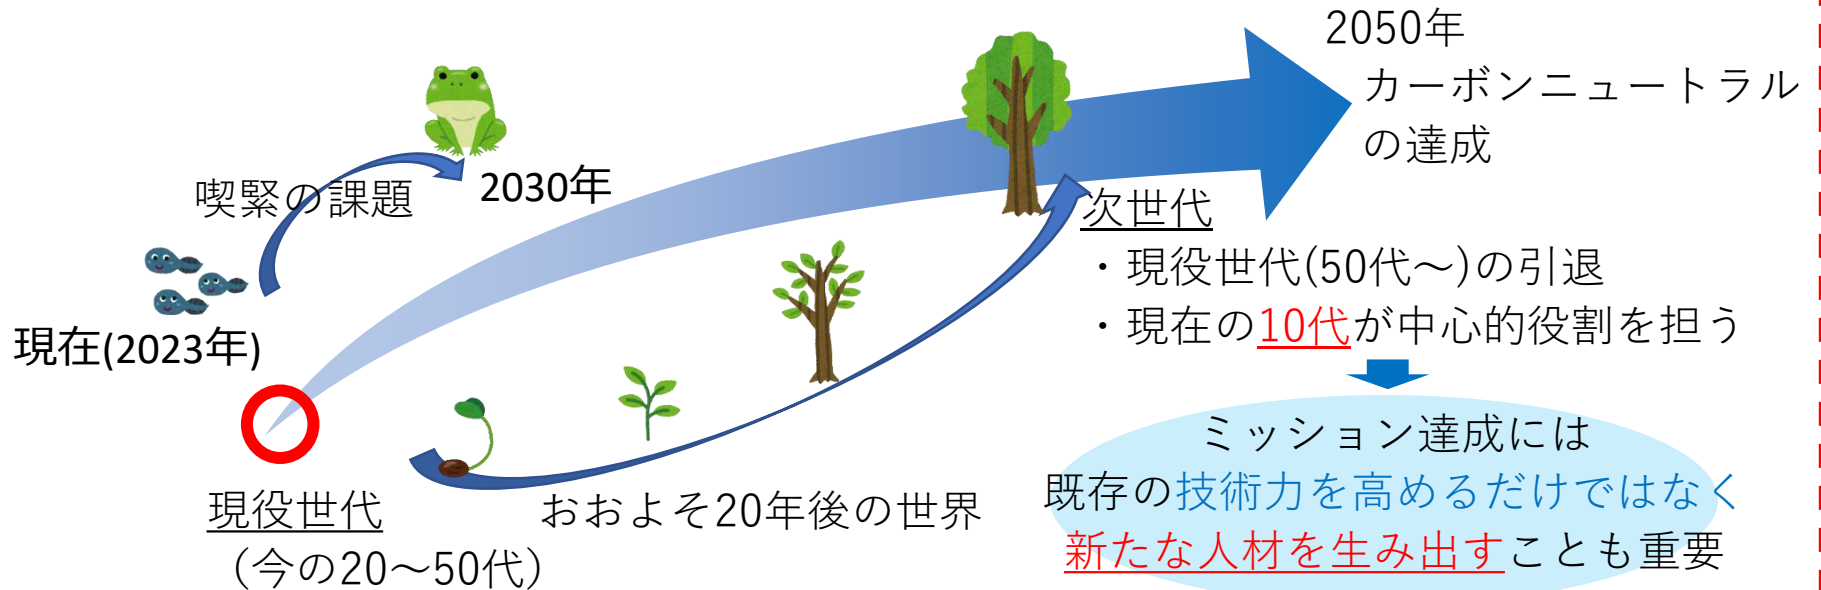 2050年
カーボンニュートラル
の達成
喫緊の課題
2030年
現在(2023年)
次世代
・現役世代(50代～)の引退
・現在の10代が中心的役割を担う
現役世代
（今の20～50代）
おおよそ20年後の世界
ミッション達成には
既存の技術力を高めるだけではなく
新たな人材を生み出すことも重要